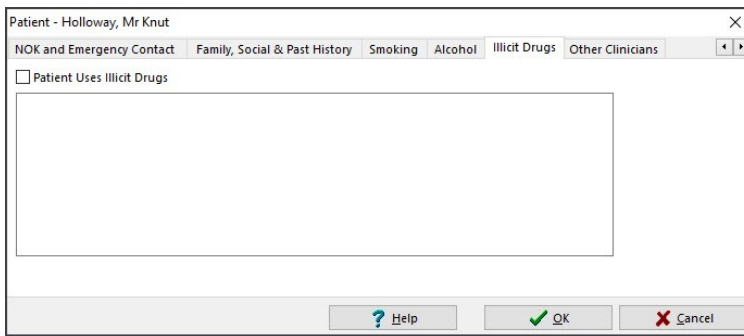 Patient - Holloway, Mr Knut
NOK and Emergency Contact Family, Social & Past History Smoking Alcohol Illicit Drugs Other Clinicians
Patient Uses Illicit Drugs
Help OK Cancel